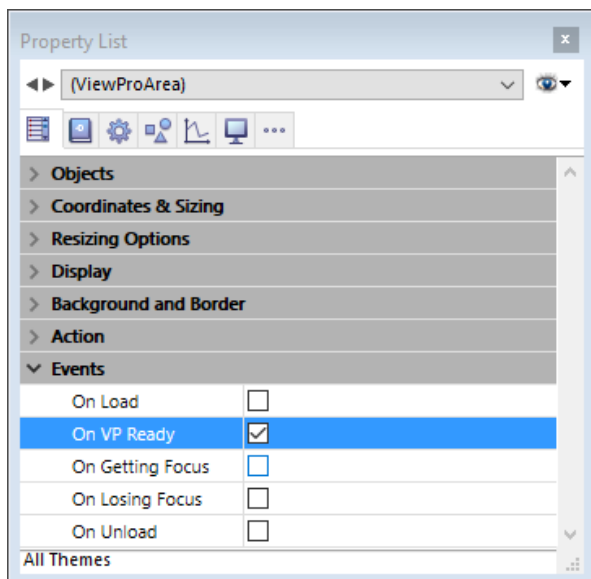 Property List
x
(ViewProArea)
Objects
Coordinates & Sizing
Resizing Options
Display
Background and Border
Action
Events
On Load
On VP Ready
On Getting Focus
On Losing Focus
On Unload
All Themes